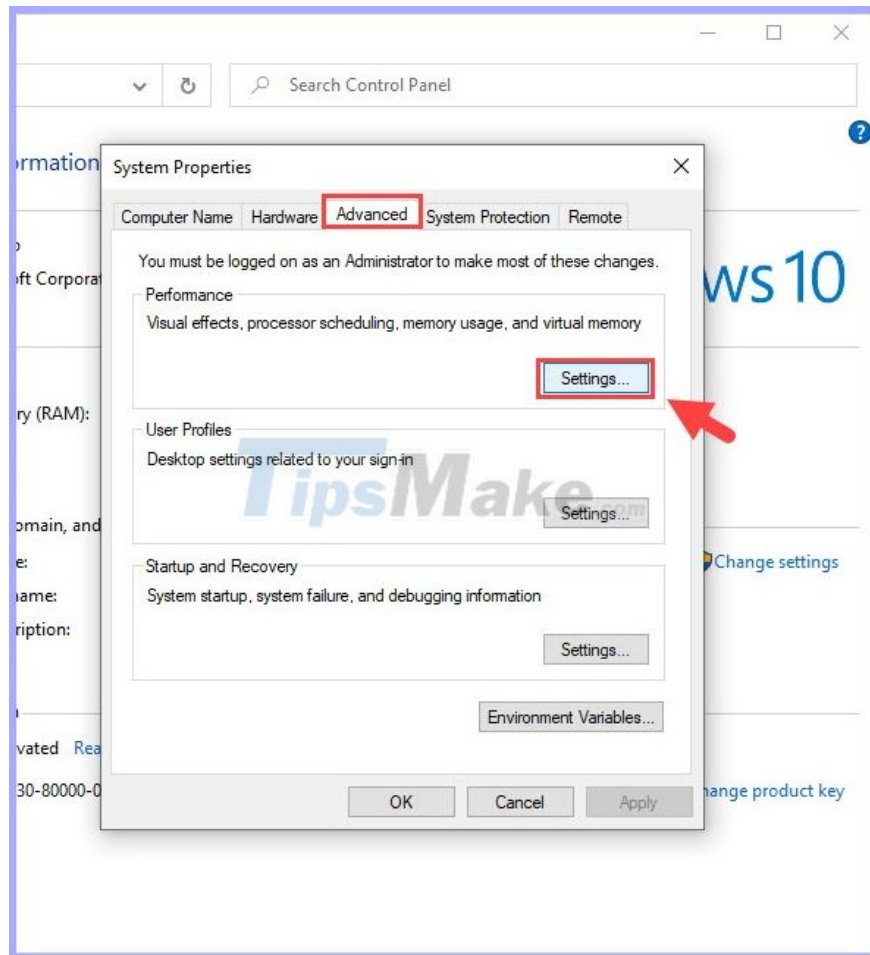 Search Control Panel
?
System Properties
Computer Name Hardware Advanced System Protection Remote
You must be logged on as an Administrator to make most of these changes.
Performance
Visual effects, processor scheduling, memory usage, and virtual memory
Settings...
User Profiles
Desktop settings related to your sign-in
Settings...
TipsMake.com
Startup and Recovery
System startup, system failure, and debugging information
Settings...
Environment Variables...
OK Cancel Apply
ormation
oft Corporat
ws 10
ry (RAM):
omain, and
e:
ame:
ription:
Change settings
vated Rea
30-80000-0
hange product key